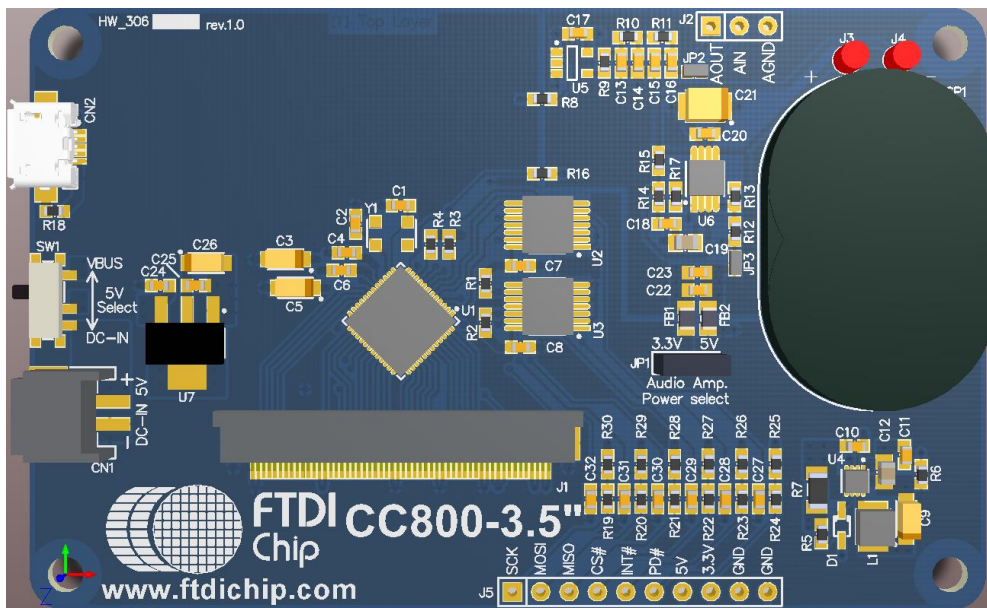 HW_306 rev.1.0
Top Layer
C17
R10
R11
J2
AOUT
AIN
AGND
J3
J4
JP2
U5
R9
C13
C14
C15
C16
R8
C21
C20
+
−
CN2
R18
R16
R15
R14
R17
U6
R13
C18
C19
R12
JP3
C2
Y1
C1
R4
R3
C4
C6
C3
C5
C26
C25
C24
SW1
VBUS
5V
Select
DC-IN
U7
U1
R1
R2
U2
C7
U3
C8
C23
C22
FB1
FB2
3.3V
5V
JP1
Audio Amp.
Power select
+
5V
DC-IN
−
CN1
J1
R30
R29
R28
R27
R26
R25
C32
C31
C30
C29
C28
C27
R19
R20
R21
R22
R23
R24
C10
U4
C12
C11
R6
R7
R5
D1
L1
C9
FTDI
Chip
CC800-3.5"
www.ftdichip.com
J5
SCK
MOSI
MISO
CS#
INT#
PD#
5V
3.3V
GND
GND
Z